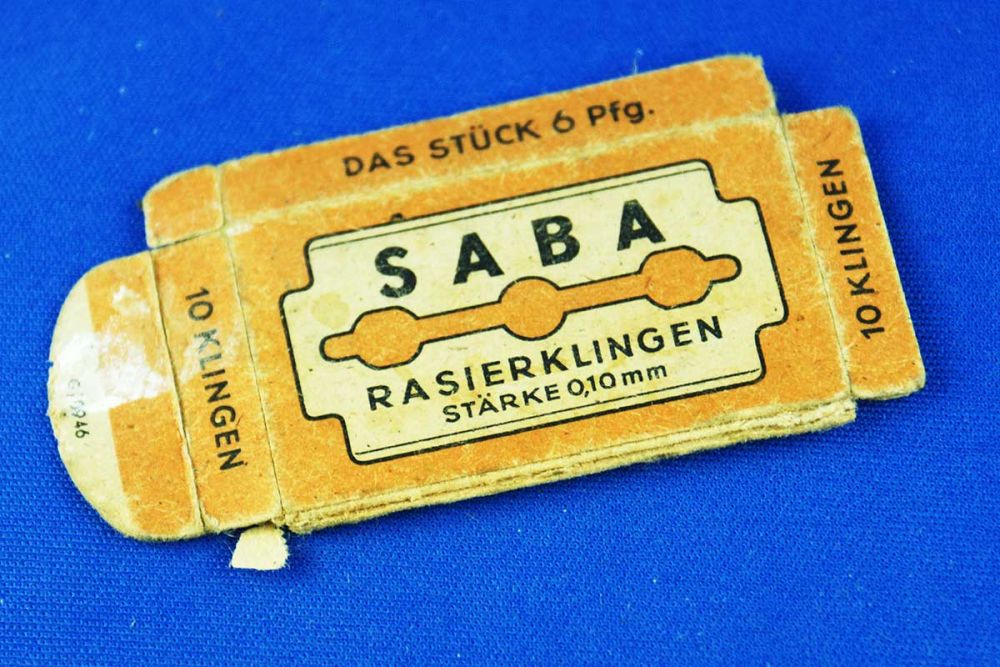 DAS STÜCK 6 Pfg.
SABA
RASIERKLINGEN
STÄRKE 0,10 mm
10 KLINGEN
10 KLINGEN